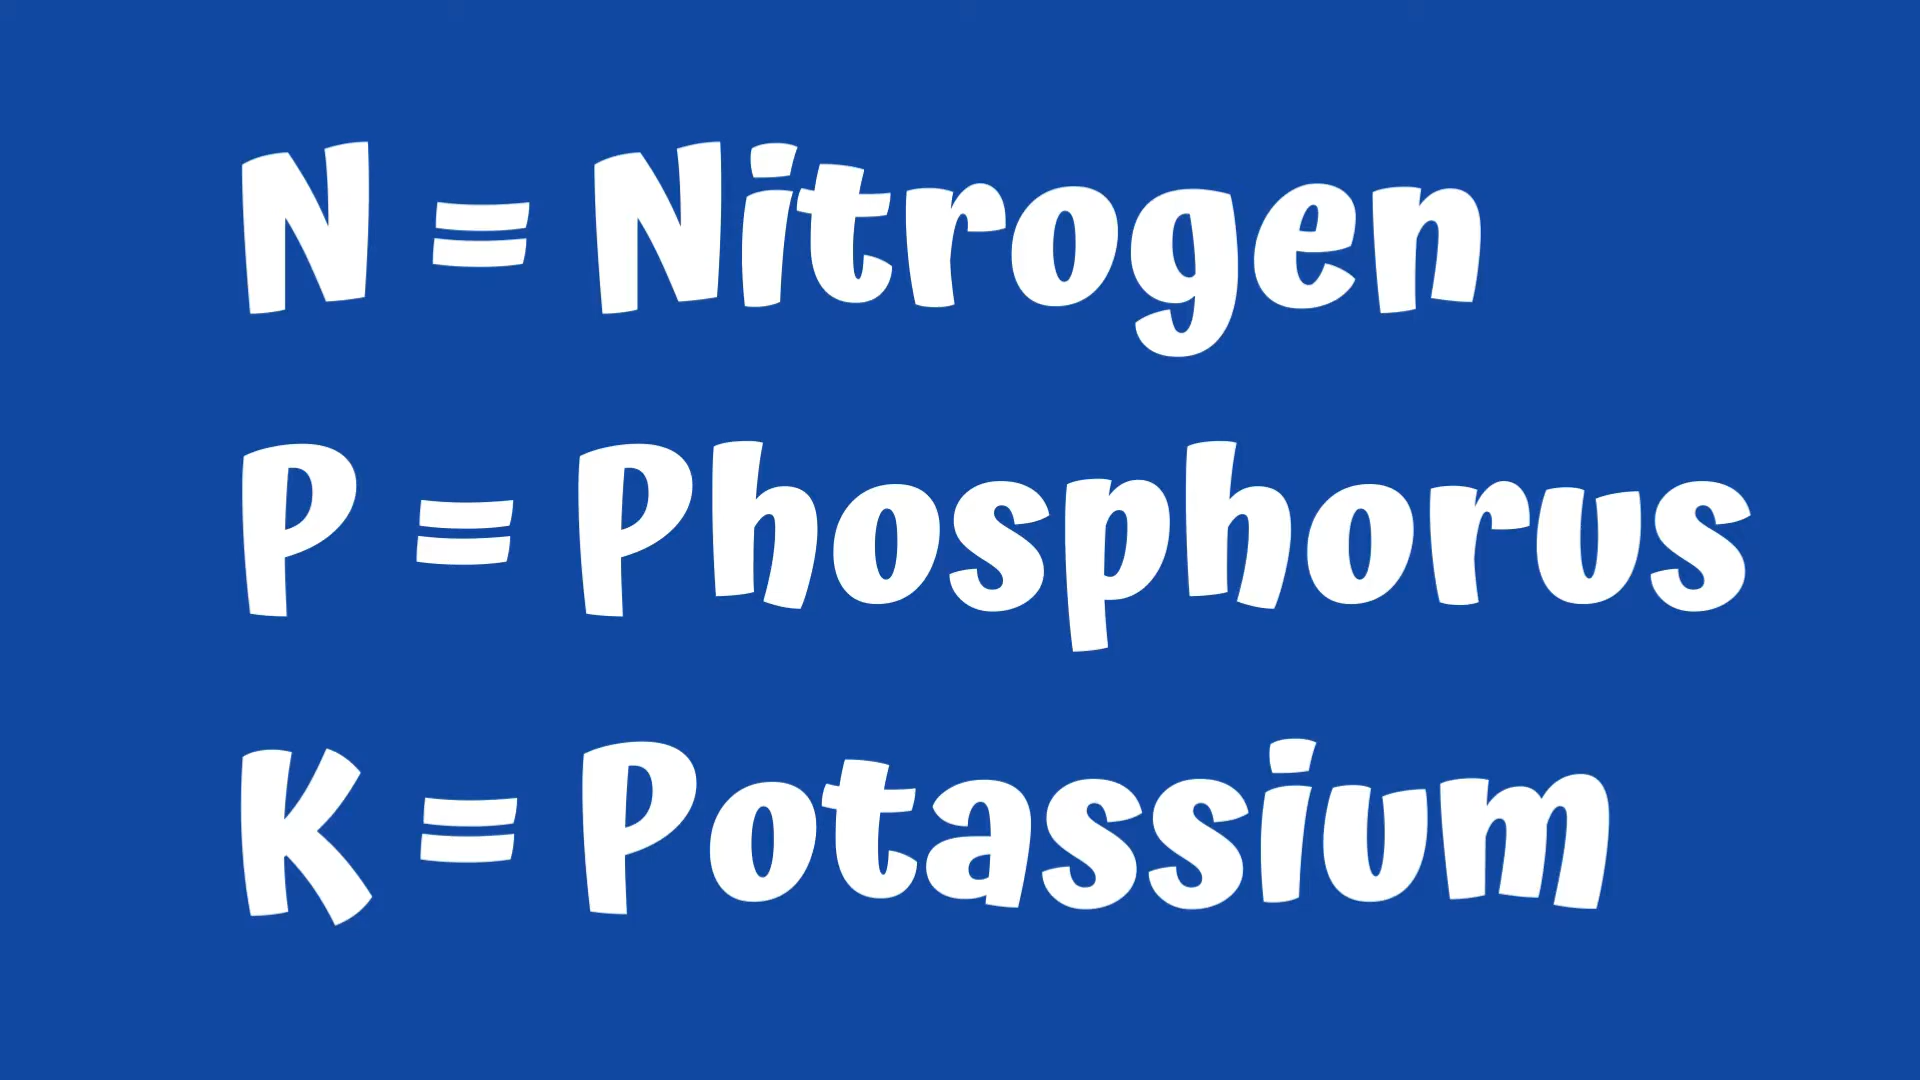 N = Nitrogen
P = Phosphorus
K = Potassium